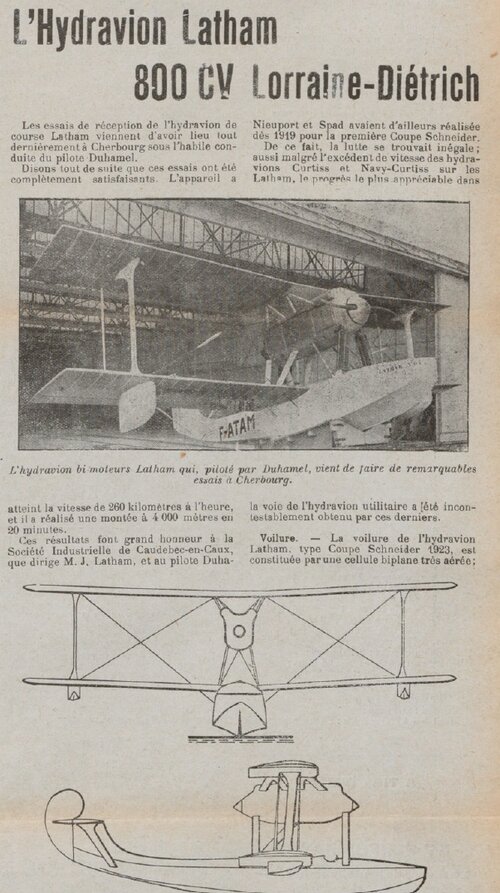 L'Hydravion Latham
800 CV Lorraine-Diétrich
Les essais de réception de l'hydravion de
course Latham viennent d'avoir lieu tout
dernièrement à Cherbourg sous l'habile con-
duite du pilote Duhamel.
Disons tout de suite que ces essais ont été
complètement satisfaisants. L'appareil a
Nieuport et Spad avaient d'ailleurs réalisée
dès 1919 pour la première Coupe Schneider.
De ce fait, la lutte se trouvait inégale ;
aussi malgré l'excédent de vitesse des hydra-
vions Curtiss et Navy-Curtiss sur les
Latham, le progrès le plus appréciable dans
F-ATAM
L'hydravion bi-moteurs Latham qui, piloté par Duhamel, vient de faire de remarquables
essais à Cherbourg.
atteint la vitesse de 260 kilomètres à l'heure,
et il a réalisé une montée à 4 000 mètres en
20 minutes.
Ces résultats font grand honneur à la
Société Industrielle de Caudebec-en-Caux,
que dirige M. J. Latham, et au pilote Duha-
la voie de l'hydravion utilitaire a été incon-
testablement obtenu par ces derniers.
Voilure. — La voilure de l'hydravion
Latham, type Coupe Schneider 1923, est
constituée par une cellule biplane très aérée ;